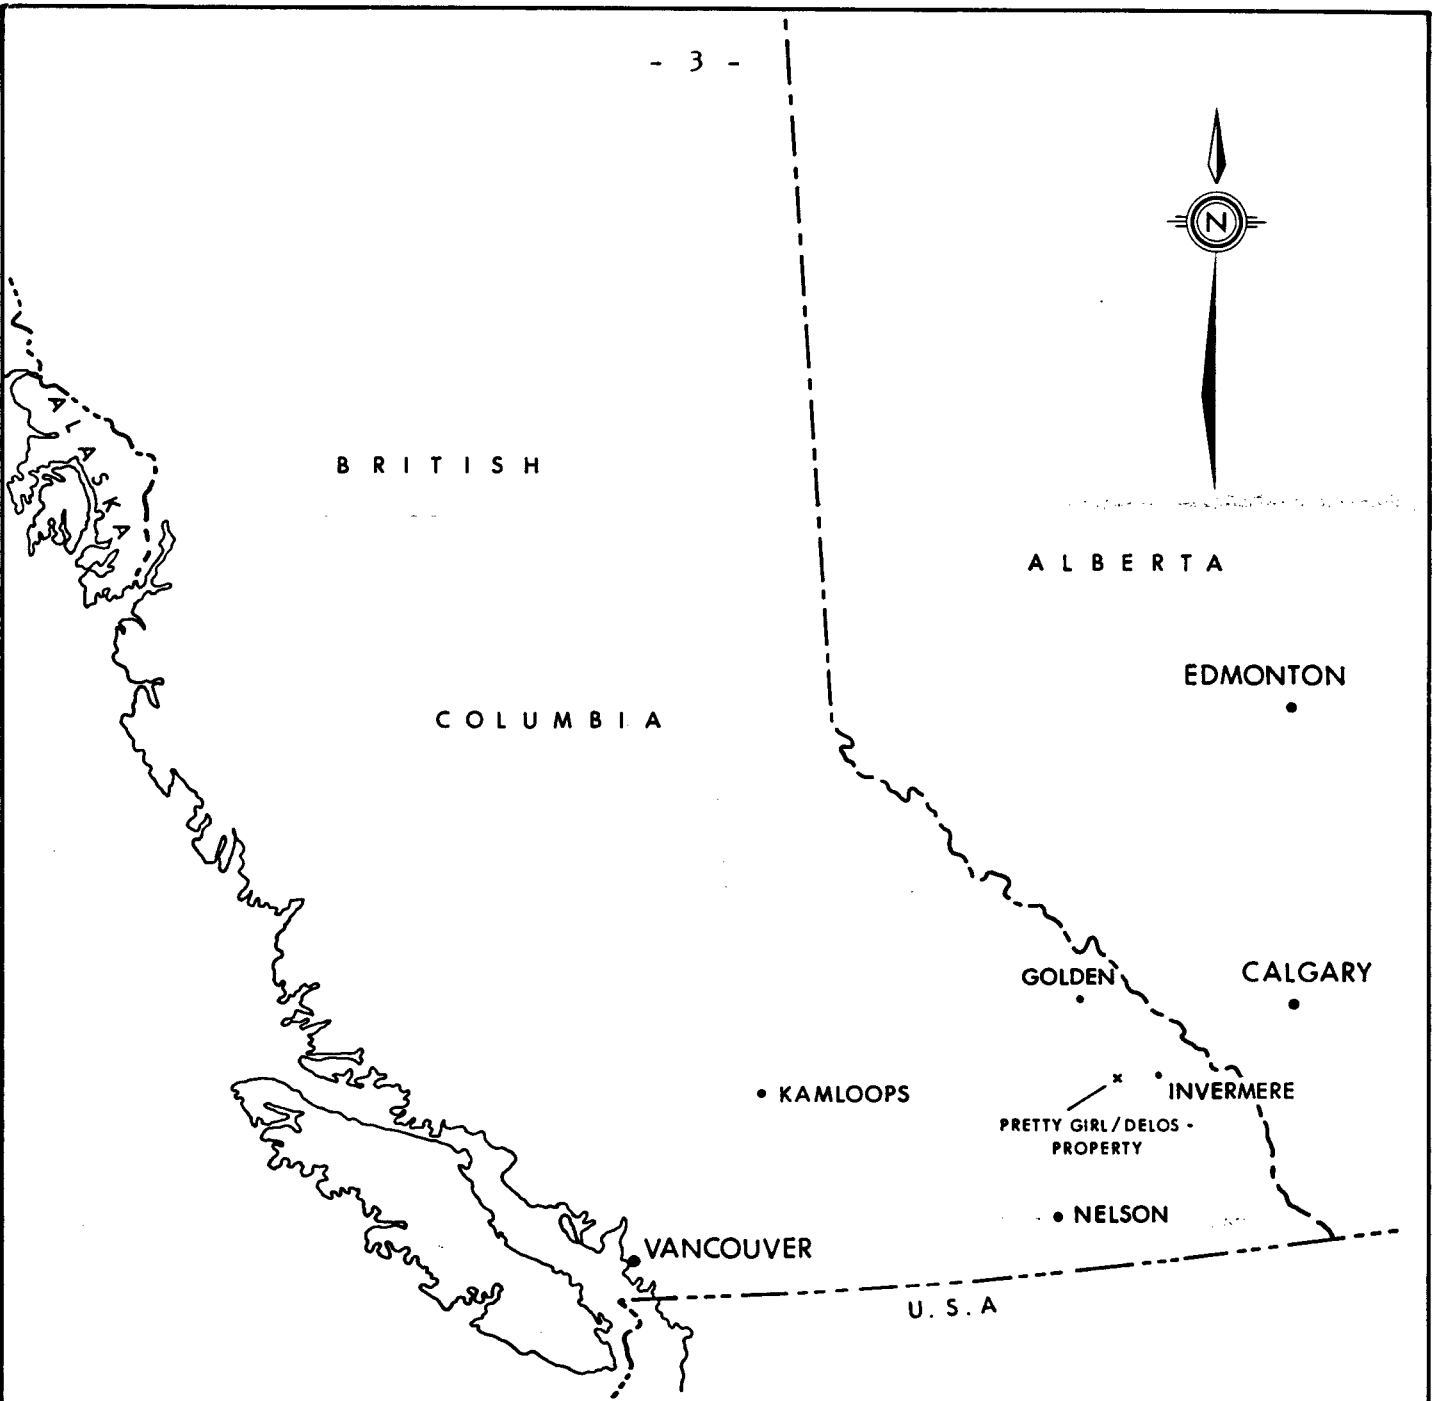 - 3 -
N
ALASKA
BRITISH
ALBERTA
EDMONTON
COLUMBIA
GOLDEN
CALGARY
KAMLOOPS
INVERMERE
PRETTY GIRL/DELOS -
PROPERTY
NELSON
VANCOUVER
U.S.A